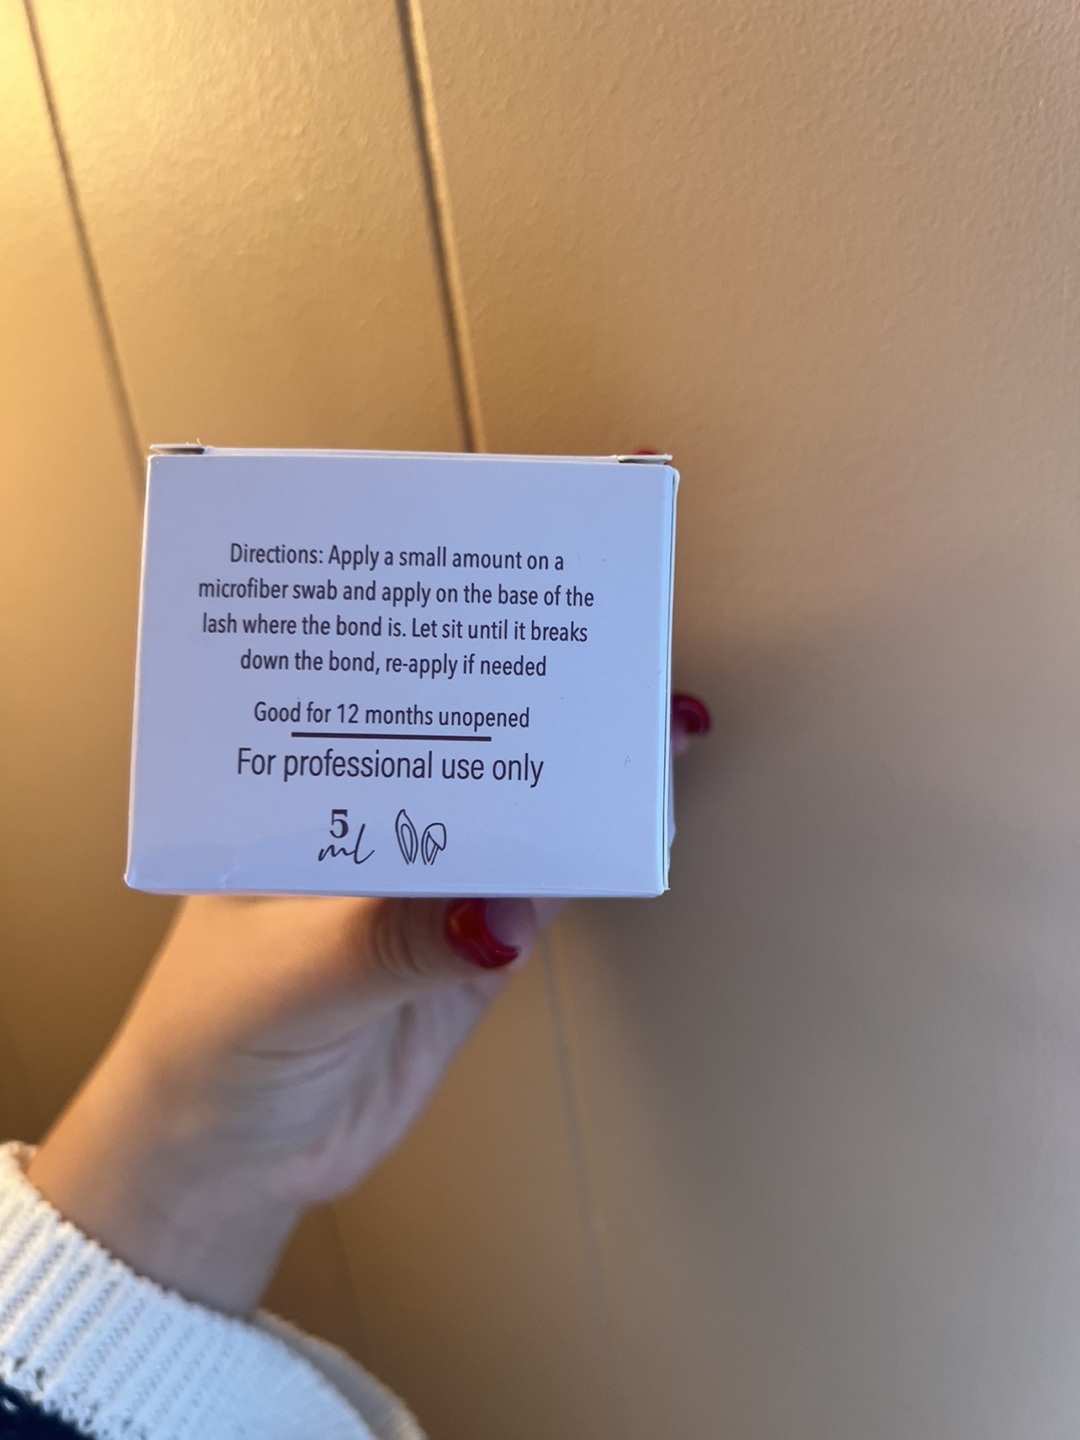 Directions: Apply a small amount on a
microfiber swab and apply on the base of the
lash where the bond is. Let sit until it breaks
down the bond, re-apply if needed
Good for 12 months unopened
For professional use only
5
ml